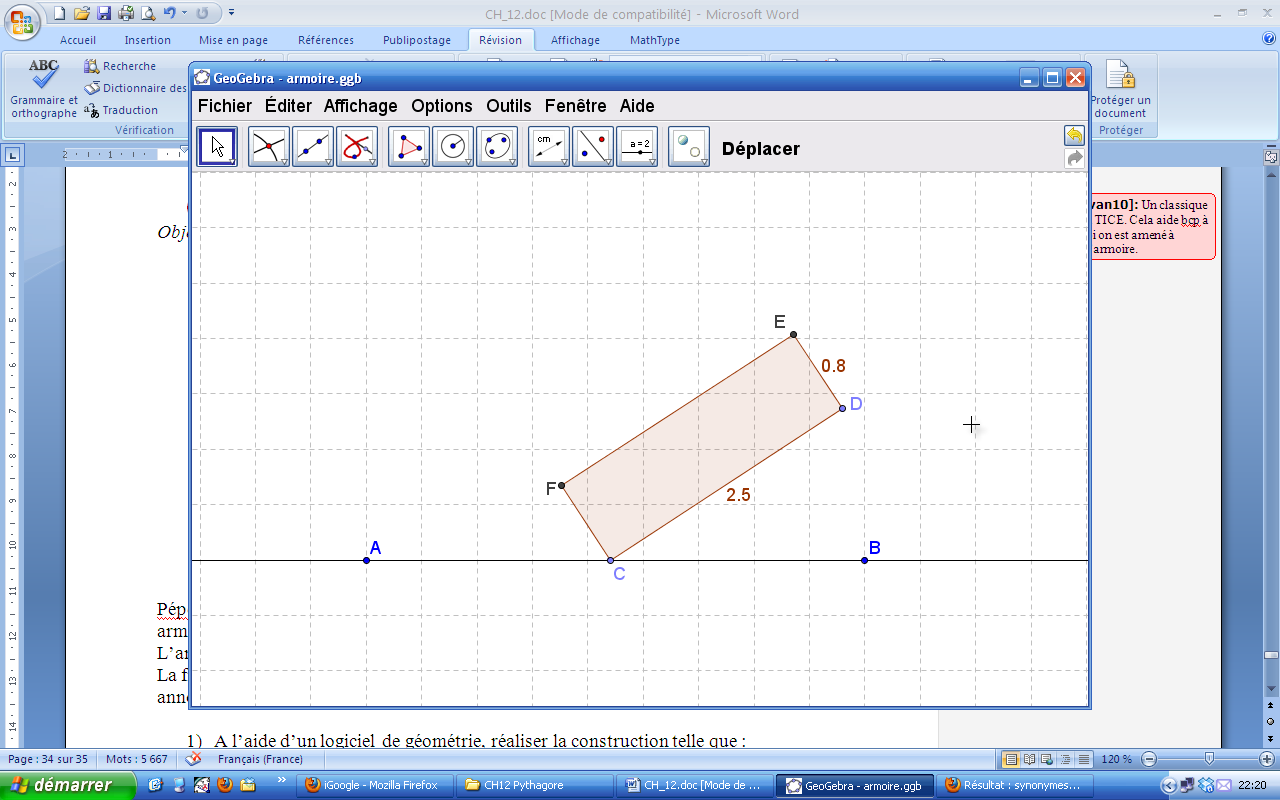 CH_12.doc [Mode de compatibilité] - Microsoft Word
Accueil Insertion Mise en page Références Publipostage Révision Affichage MathType
ABC Recherche
Grammaire et orthographe
Dictionnaire des
Traduction
Vérification
Protéger un document
Protéger
GeoGebra - armoire.ggb
Fichier Éditer Affichage Options Outils Fenêtre Aide
cm a = 2 Déplacer
van10]: Un classique
TICE. Cela aide bcp à
i on est amené à
armoire.
Obje
E
0.8
D
F
2.5
A B
C
Pép
arm
L'ar
La f
anno
1) A l'aide d'un logiciel de géométrie, réaliser la construction telle que :
Page : 34 sur 35 Mots : 5 667 Français (France) 120 %
démarrer iGoogle - Mozilla Firefox CH12 Pythagore CH_12.doc [Mode de ... GeoGebra - armoire.ggb Résultat : synonymes... 22:20